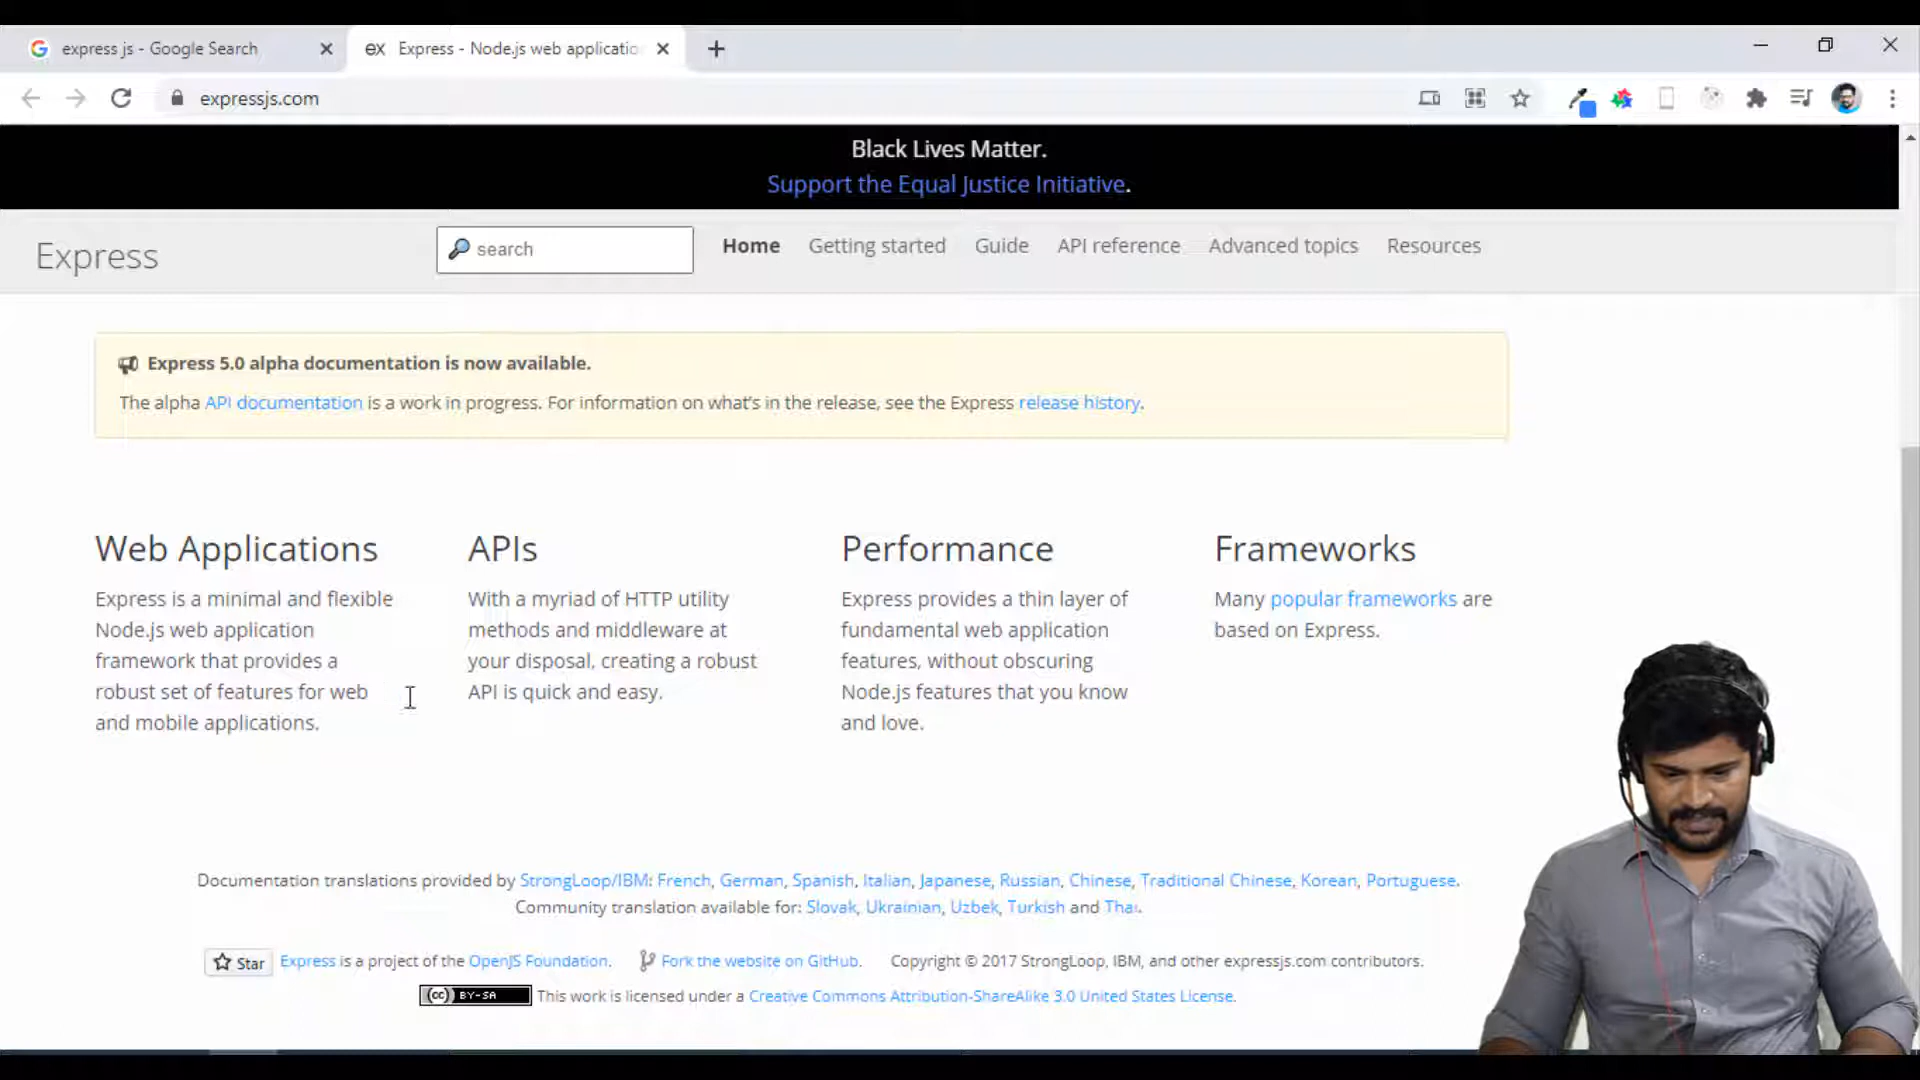 express js - Google Search
ex Express - Node.js web applicatio
expressjs.com
Black Lives Matter.
Support the Equal Justice Initiative.
Express
search
Home Getting started Guide API reference Advanced topics Resources
Express 5.0 alpha documentation is now available.
The alpha API documentation is a work in progress. For information on what's in the release, see the Express release history.
Web Applications
Express is a minimal and flexible
Node.js web application
framework that provides a
robust set of features for web
and mobile applications.
APIs
With a myriad of HTTP utility
methods and middleware at
your disposal, creating a robust
API is quick and easy.
Performance
Express provides a thin layer of
fundamental web application
features, without obscuring
Node.js features that you know
and love.
Frameworks
Many popular frameworks are
based on Express.
Documentation translations provided by StrongLoop/IBM: French, German, Spanish, Italian, Japanese, Russian, Chinese, Traditional Chinese, Korean, Portuguese.
Community translation available for: Slovak, Ukrainian, Uzbek, Turkish and Thai.
Star Express is a project of the OpenJS Foundation. Fork the website on GitHub. Copyright © 2017 StrongLoop, IBM, and other expressjs.com contributors.
cc BY-SA This work is licensed under a Creative Commons Attribution-ShareAlike 3.0 United States License.